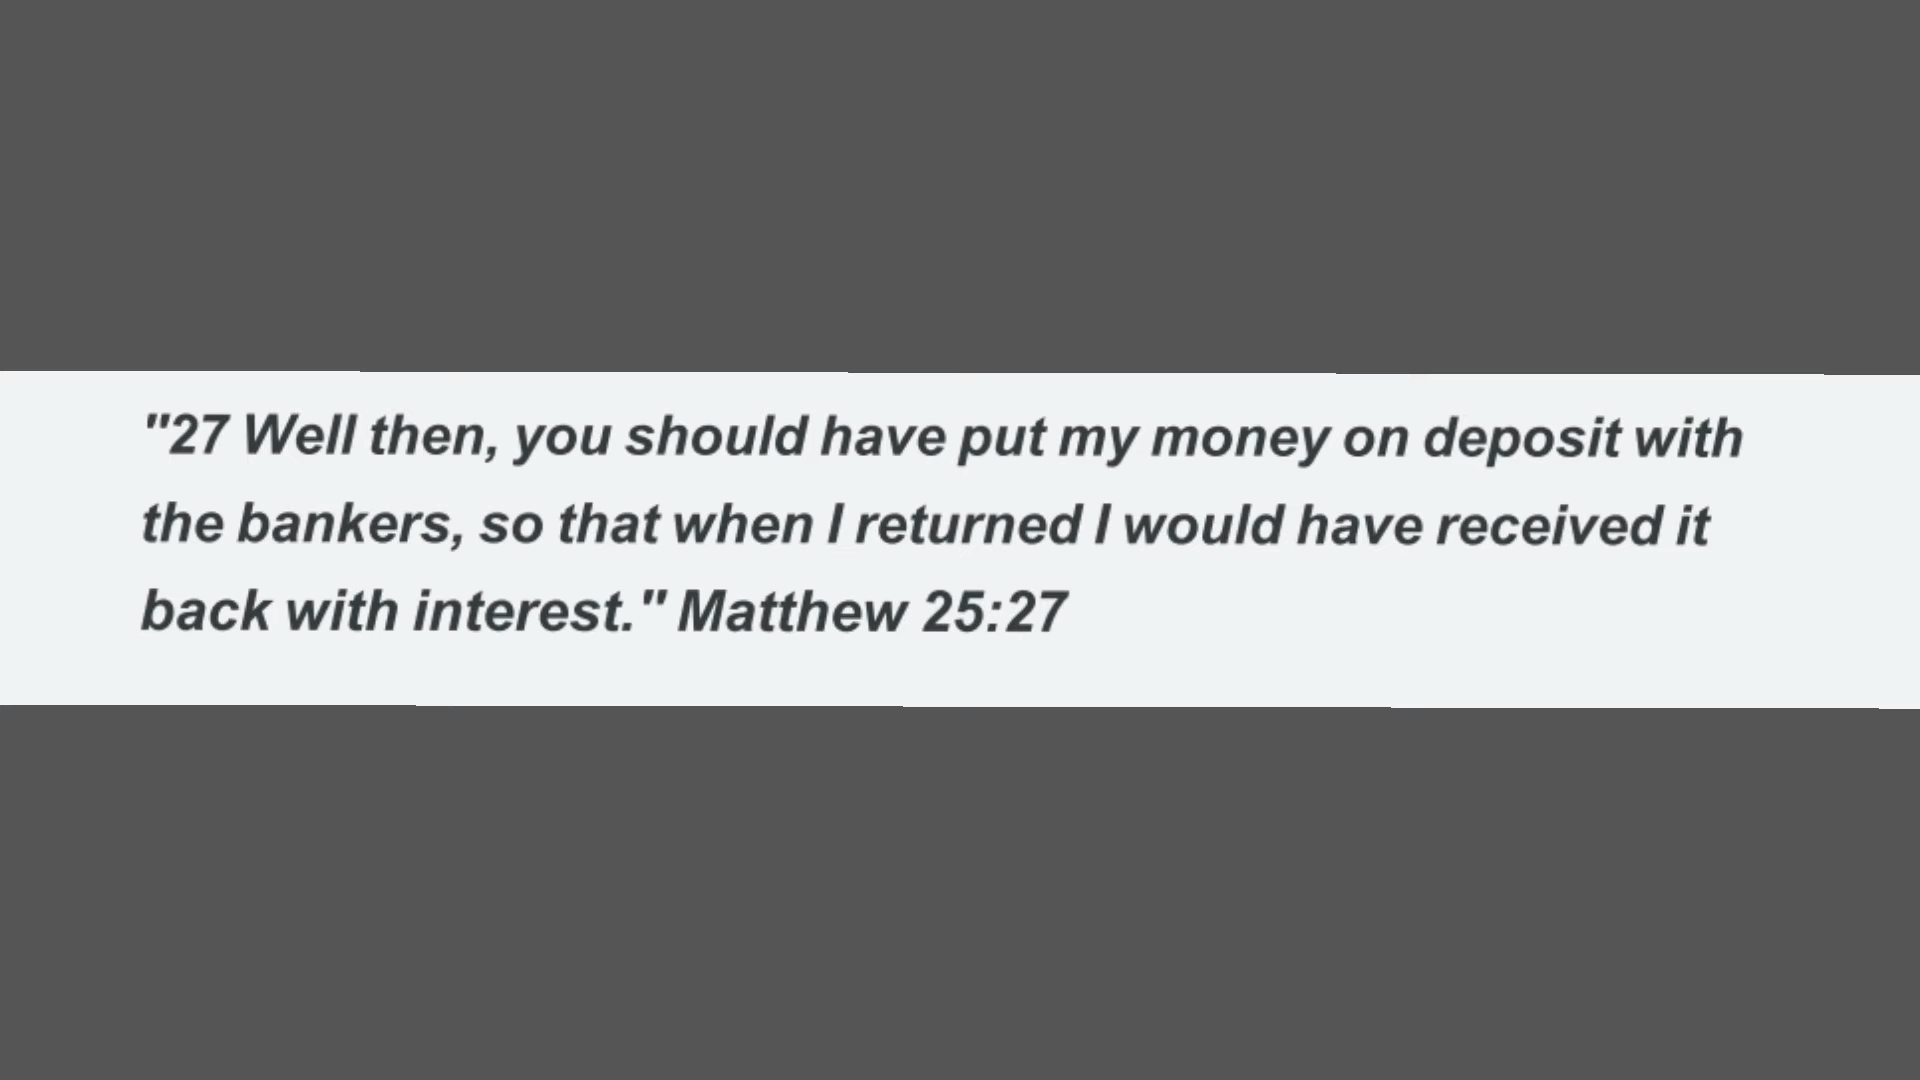 "27 Well then, you should have put my money on deposit with
the bankers, so that when I returned I would have received it
back with interest." Matthew 25:27